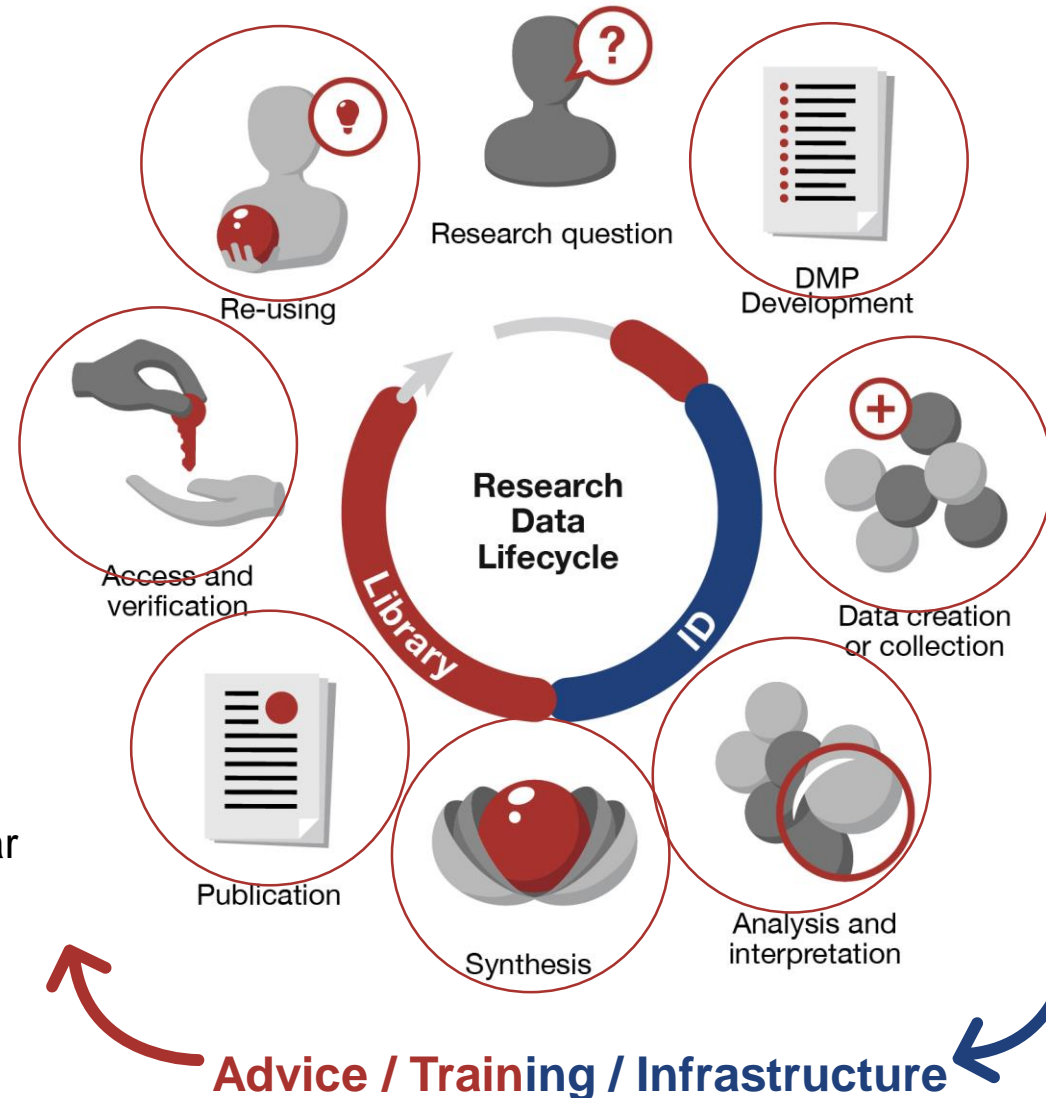 ?
Research question
DMP
Development
Re-using
Data creation
or collection
Access and
verification
Research
Data
Lifecycle
Library
ID
Analysis and
interpretation
Synthesis
Publication
ar
Advice / Training / Infrastructure